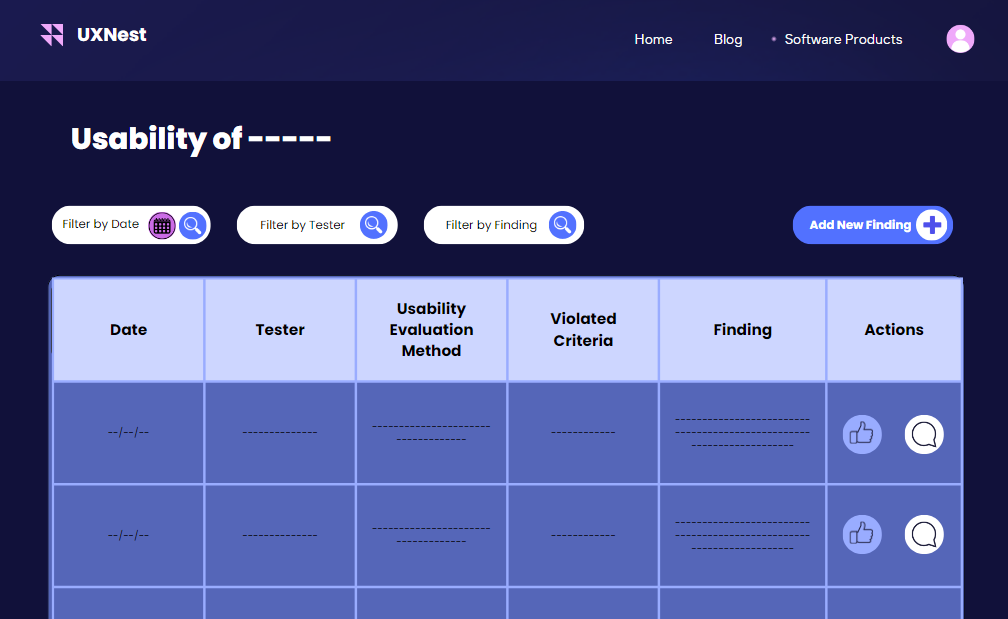 UXNest
Home Blog Software Products
Usability of -----
Filter by Date Filter by Tester Filter by Finding Add New Finding
Date Tester Usability Evaluation Method Violated Criteria Finding Actions
--/--/-- -------------- ---------------------- ------------- ------------ -------------------------
-------------------------
-------------------
--/--/-- -------------- ---------------------- ------------- ------------ -------------------------
-------------------------
-------------------